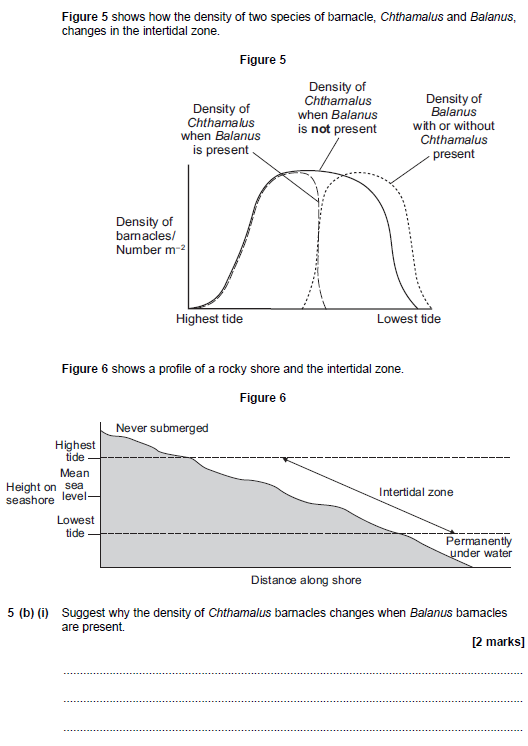 Figure 5 shows how the density of two species of barnacle, Chthamalus and Balanus,
changes in the intertidal zone.
Figure 5
Density of
Chthamalus
when Balanus
is present
Density of
Chthamalus
when Balanus
is not present
Density of
Balanus
with or without
Chthamalus
present
Density of
barnacles/
Number m⁻²
Highest tide
Lowest tide
Figure 6 shows a profile of a rocky shore and the intertidal zone.
Figure 6
Never submerged
Highest
tide
Mean
sea
level
Height on
seashore
Lowest
tide
Intertidal zone
Permanently
under water
Distance along shore
5 (b) (i) Suggest why the density of Chthamalus barnacles changes when Balanus barnacles
are present.
[2 marks]